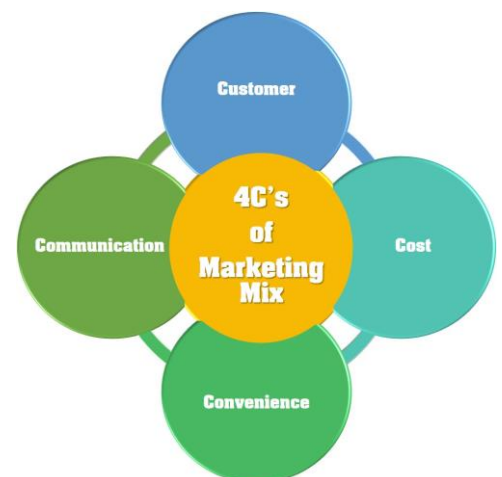 Customer
4C's
of
Marketing
Mix
Communication
Cost
Convenience